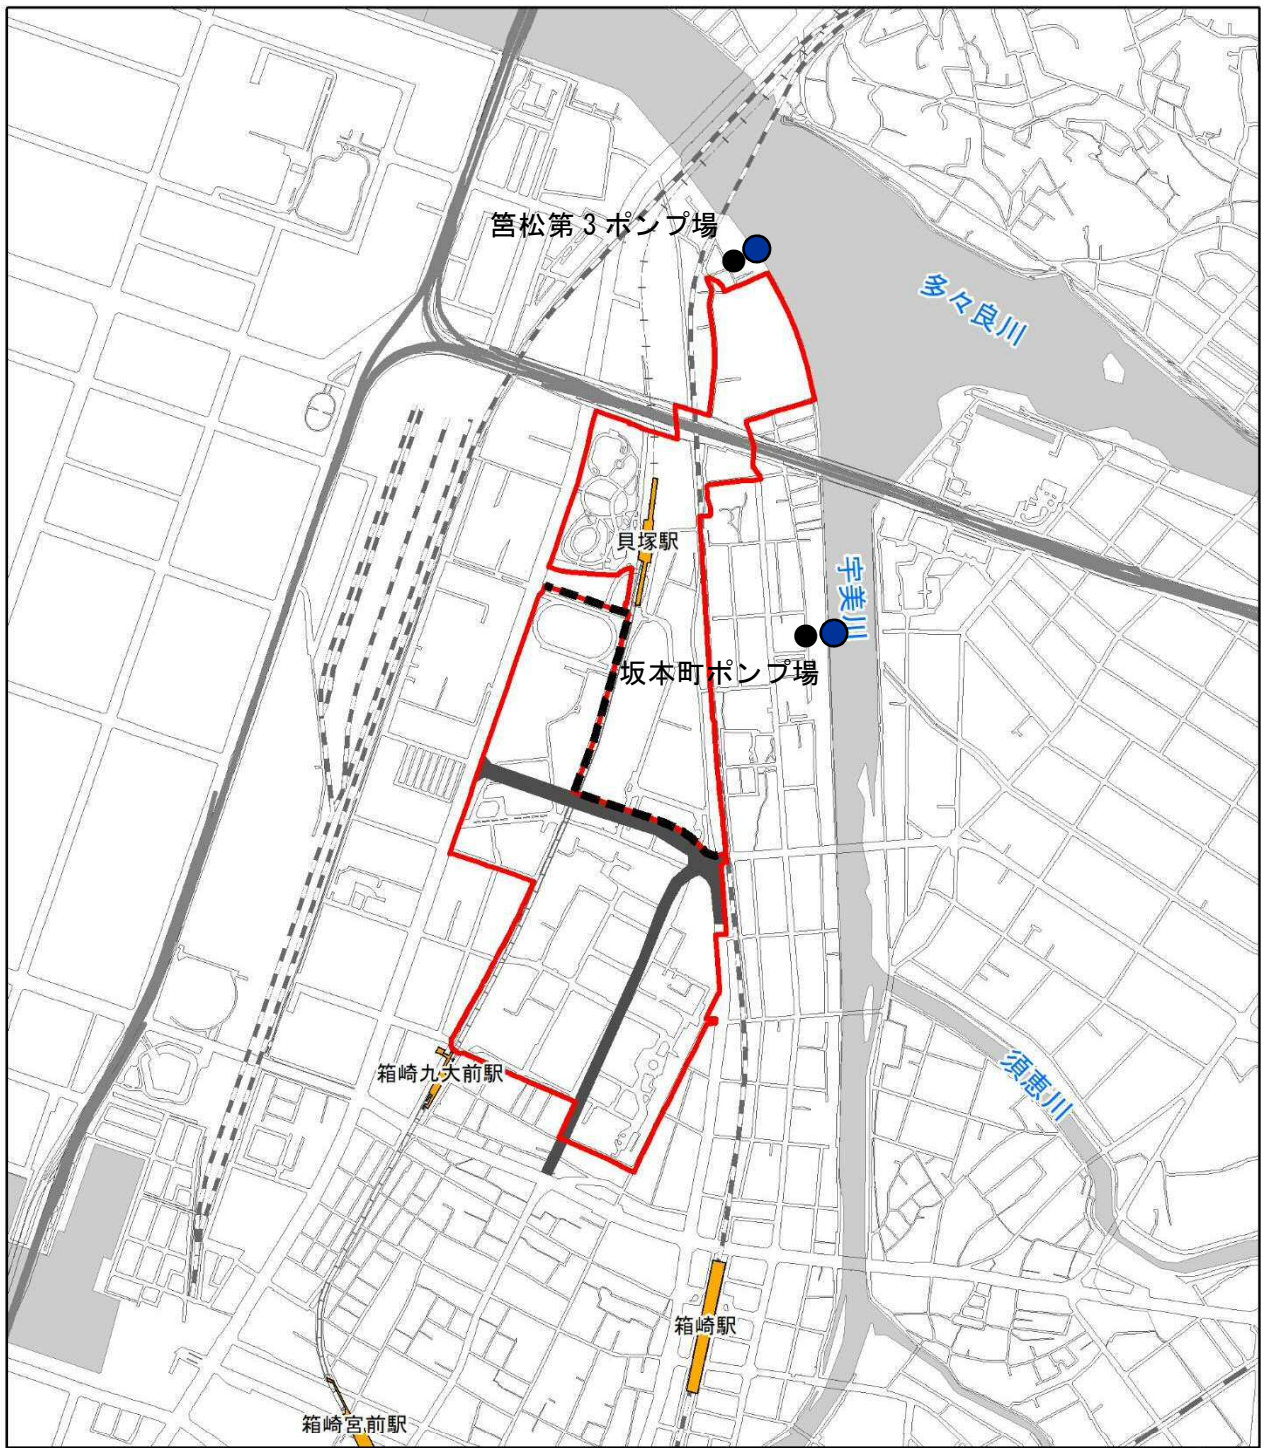 筥松第３ポンプ場
多々良川
貝塚駅
宇美川
坂本町ポンプ場
須恵川
箱崎九大前駅
箱崎駅
箱崎宮前駅